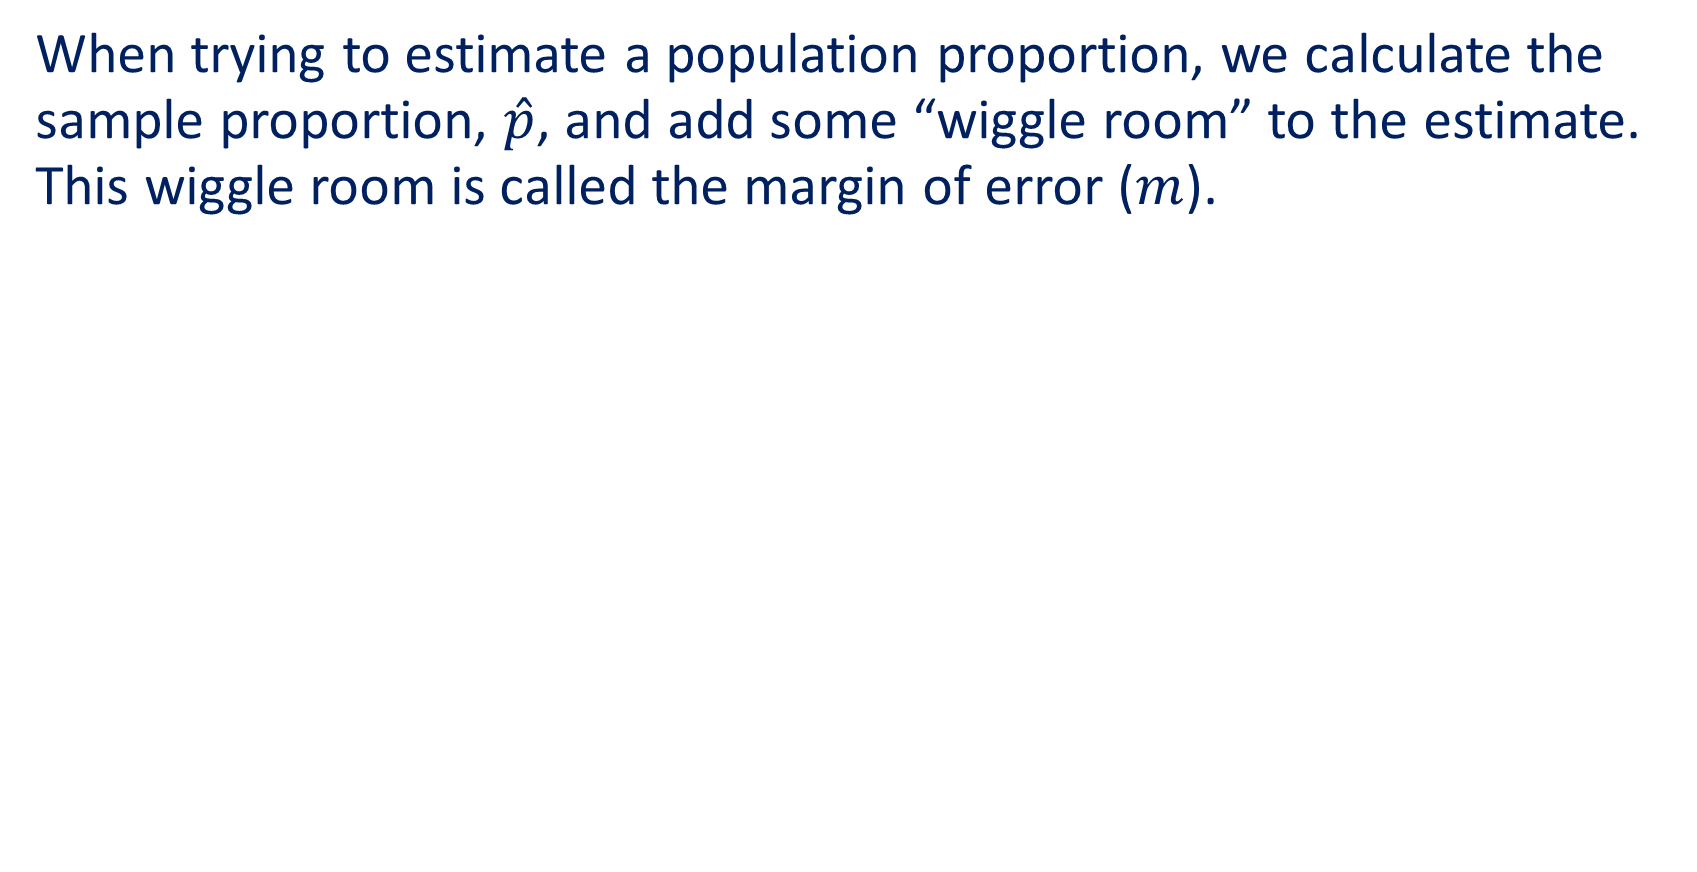 When trying to estimate a population proportion, we calculate the
sample proportion, p̂, and add some “wiggle room” to the estimate.
This wiggle room is called the margin of error (𝑚).